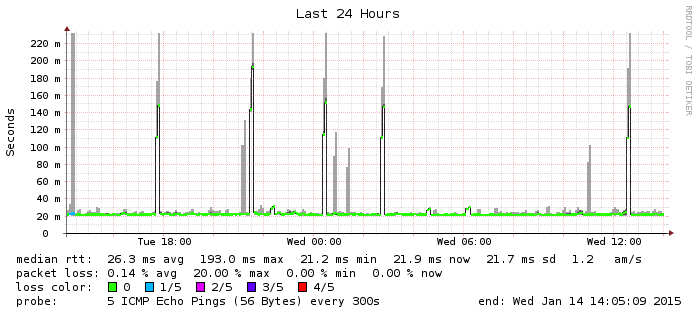 Last 24 Hours
RRDTOOL / TOBI OETIKER
Seconds
220 m
200 m
180 m
160 m
140 m
120 m
100 m
80 m
60 m
40 m
20 m
0
Tue 18:00 Wed 00:00 Wed 06:00 Wed 12:00
median rtt: 26.3 ms avg 193.0 ms max 21.2 ms min 21.9 ms now 21.7 ms sd 1.2 am/s
packet loss: 0.14 % avg 20.00 % max 0.00 % min 0.00 % now
loss color: 0 1/5 2/5 3/5 4/5
probe: 5 ICMP Echo Pings (56 Bytes) every 300s end: Wed Jan 14 14:05:09 2015